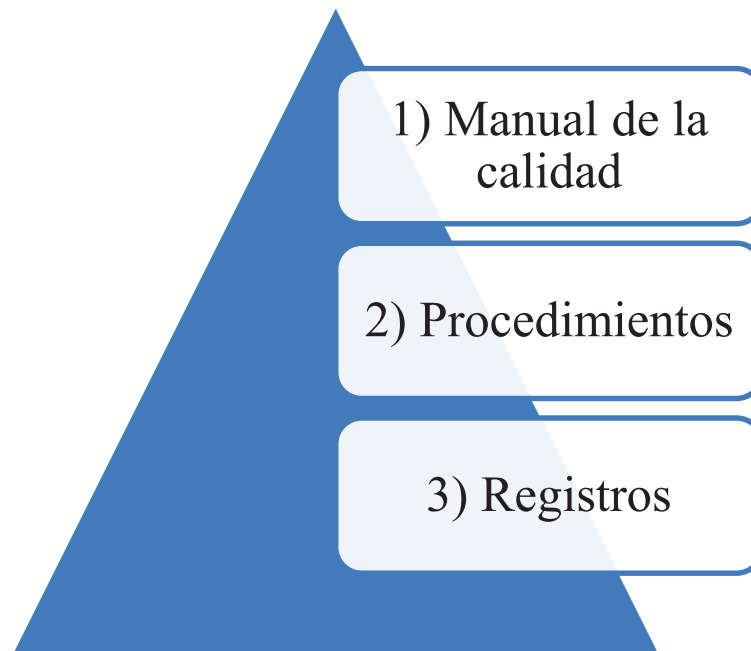 1) Manual de la
calidad
2) Procedimientos
3) Registros